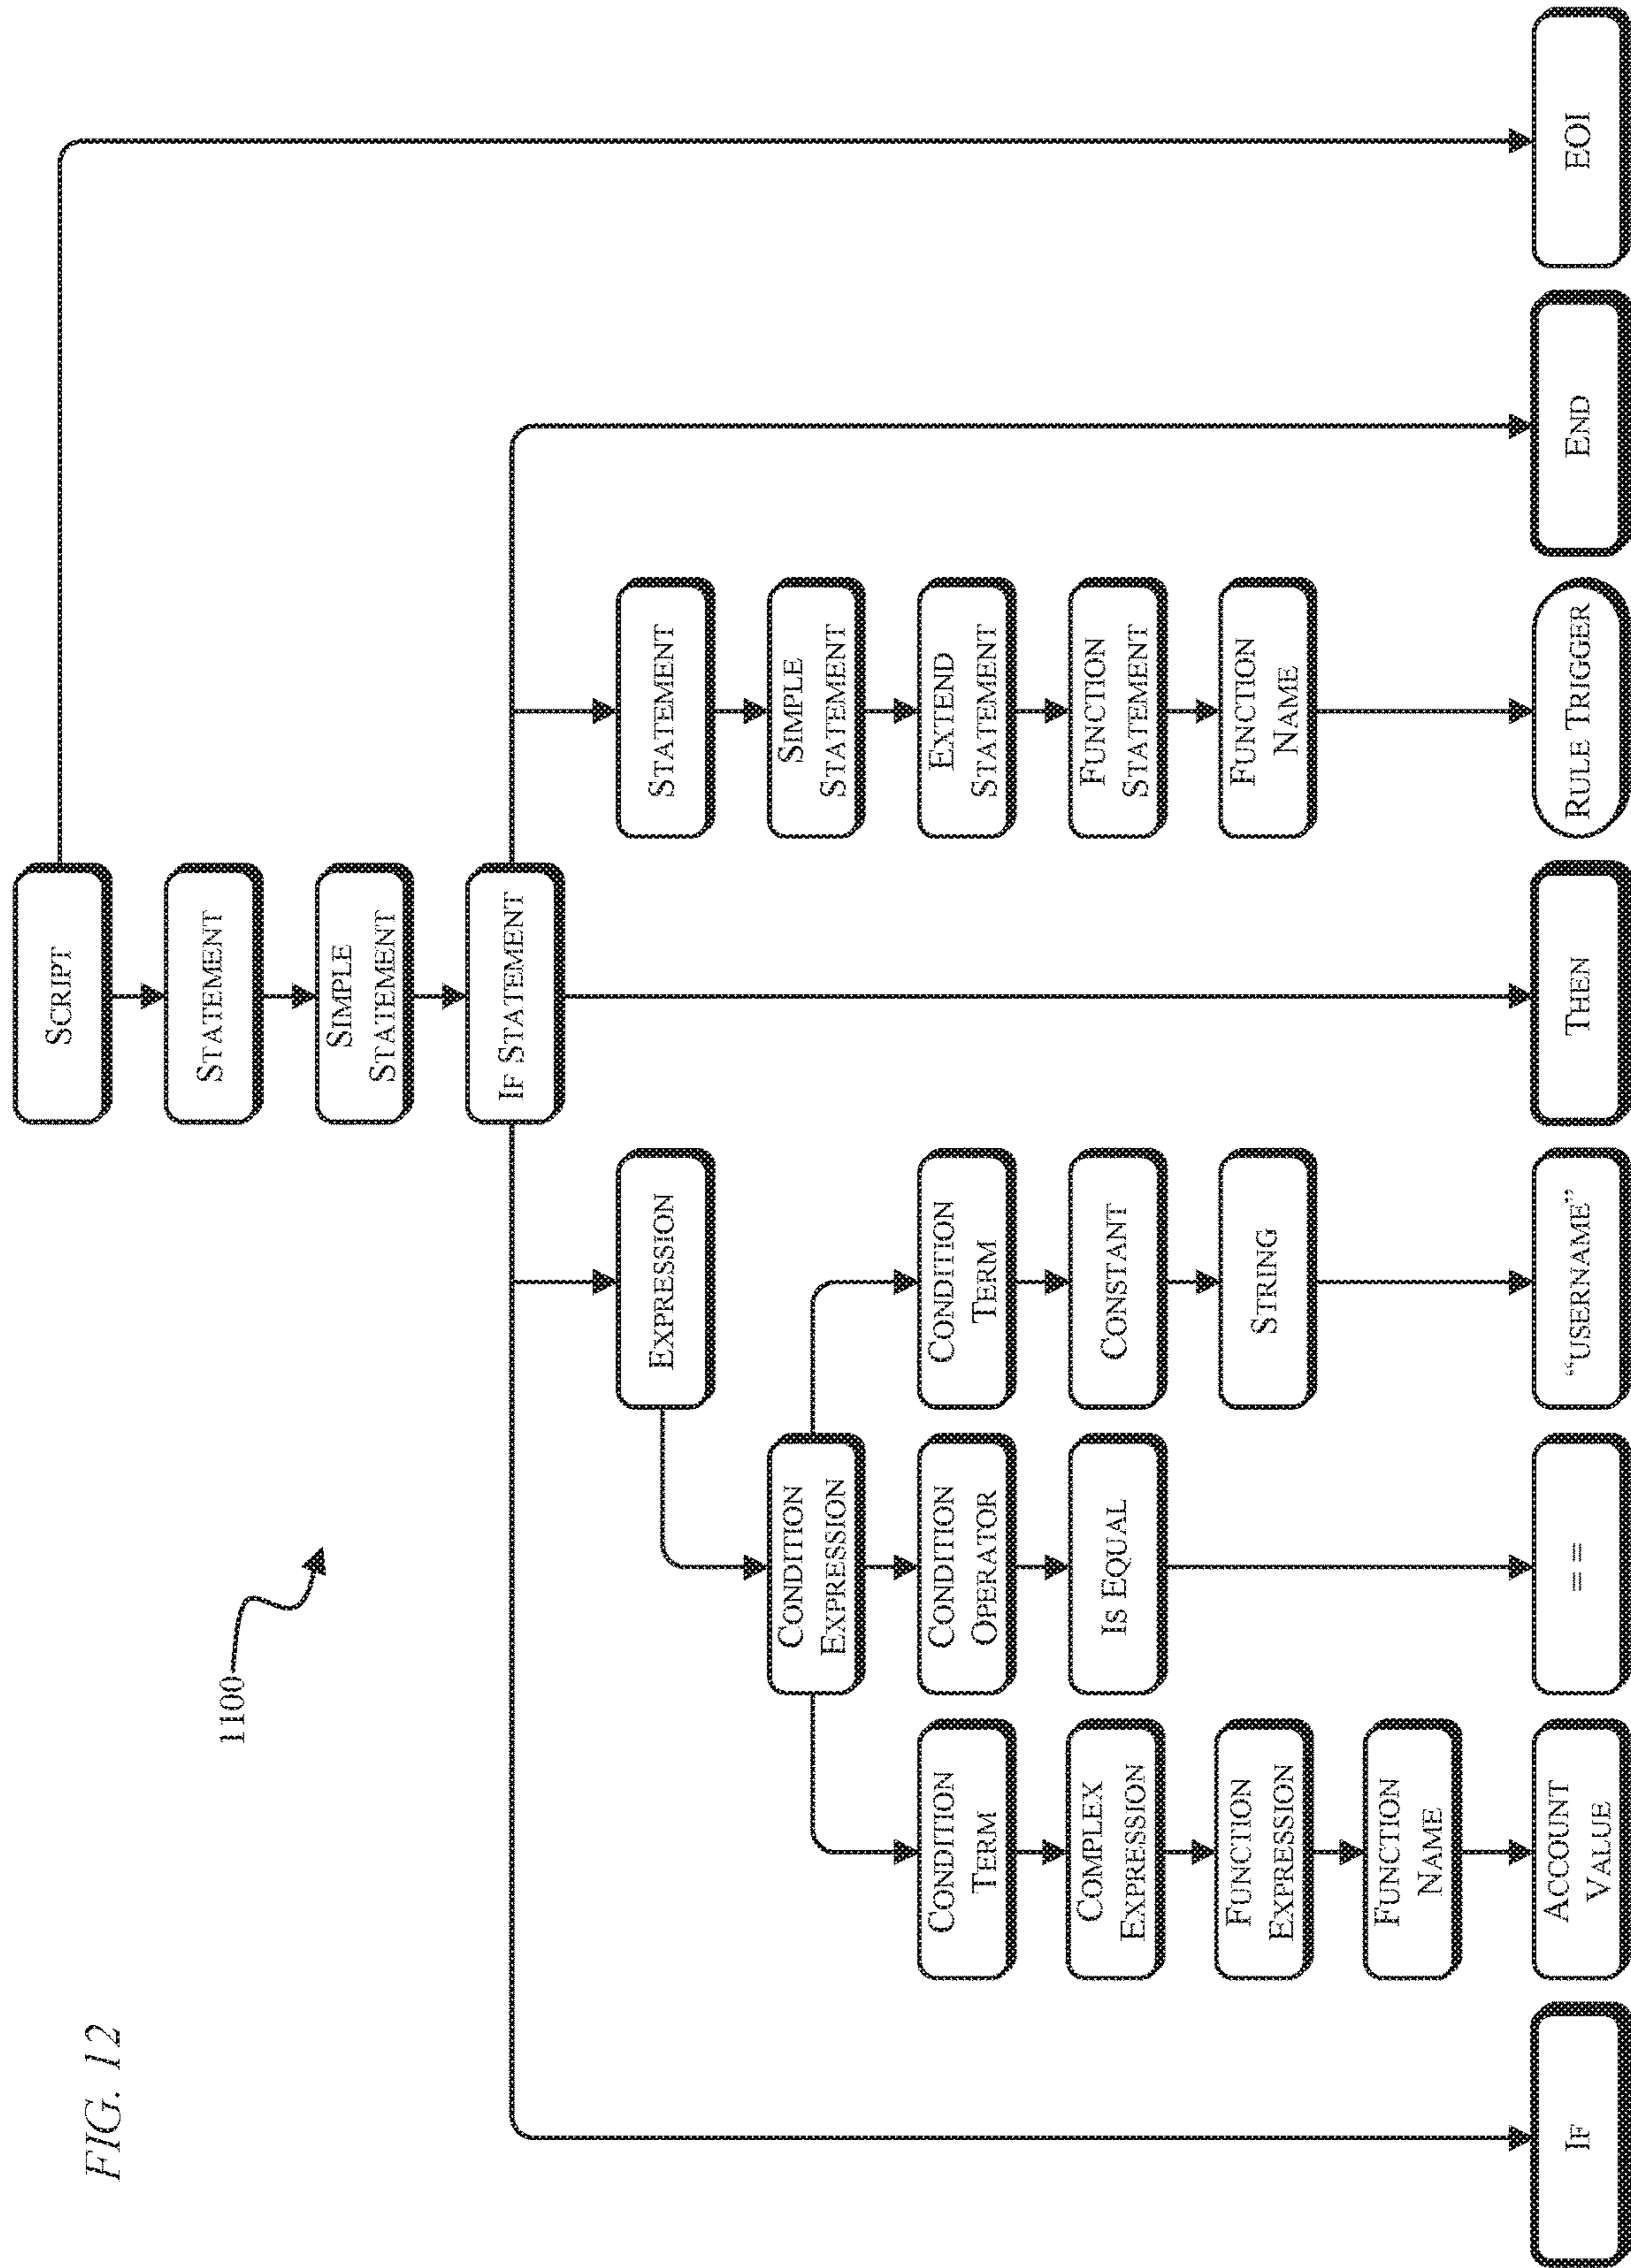 FIG. 12
1100
SCRIPT
STATEMENT
SIMPLE
STATEMENT
IF STATEMENT
EXPRESSION
STATEMENT
CONDITION
EXPRESSION
SIMPLE
STATEMENT
CONDITION
TERM
CONDITION
OPERATOR
CONDITION
TERM
EXTEND
STATEMENT
COMPLEX
EXPRESSION
IS EQUAL
CONSTANT
FUNCTION
STATEMENT
FUNCTION
EXPRESSION
STRING
FUNCTION
NAME
FUNCTION
NAME
IF
ACCOUNT
VALUE
= =
“USERNAME”
THEN
RULE TRIGGER
END
EOI